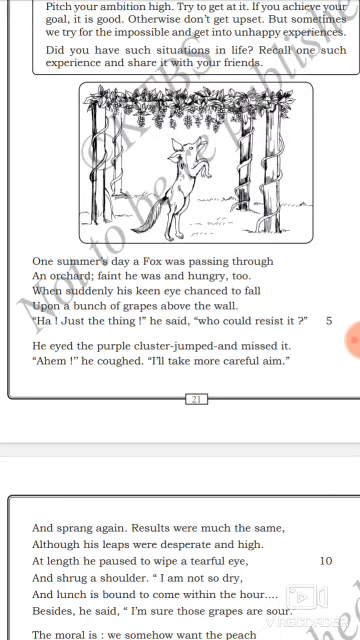 Pitch your ambition high. Try to get at it. If you achieve your
goal, it is good. Otherwise don't get upset. But sometimes
we try for the impossible and get into unhappy experiences.
Did you have such situations in life? Recall one such
experience and share it with your friends.
©KTBS
Not to be republished
One summer's day a Fox was passing through
An orchard; faint he was and hungry, too.
When suddenly his keen eye chanced to fall
Upon a bunch of grapes above the wall.
"Ha ! Just the thing !" he said, "who could resist it ?" 5
He eyed the purple cluster-jumped-and missed it.
"Ahem !" he coughed. "I'll take more careful aim."
21
And sprang again. Results were much the same,
Although his leaps were desperate and high.
At length he paused to wipe a tearful eye, 10
And shrug a shoulder. " I am not so dry,
And lunch is bound to come within the hour....
Besides, he said, " I'm sure those grapes are sour."
The moral is : we somehow want the peach
V RECORDER